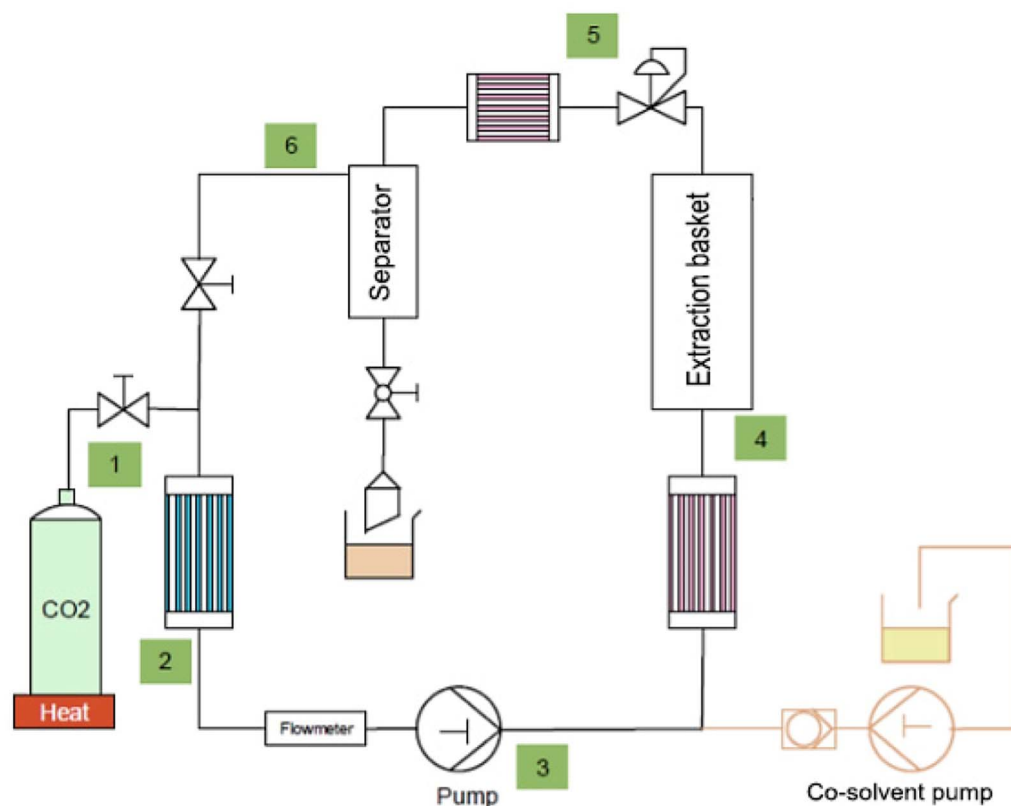 5
6
Separator
Extraction basket
1
4
CO2
2
Heat
Flowmeter
3
Pump
Co-solvent pump